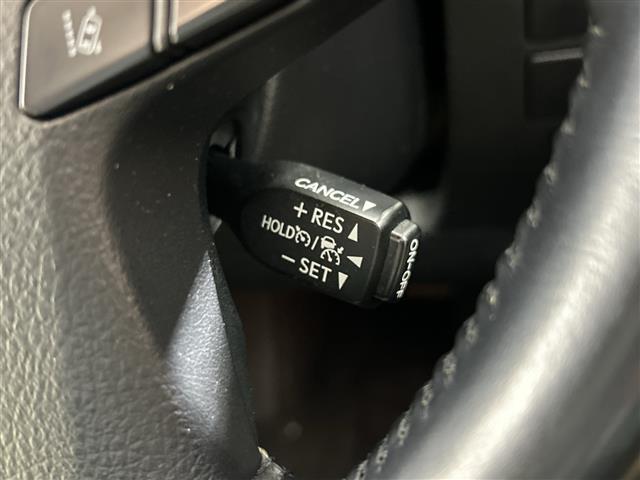 CANCEL▼
+ RES▲
HOLD /
− SET▼
ON-OFF